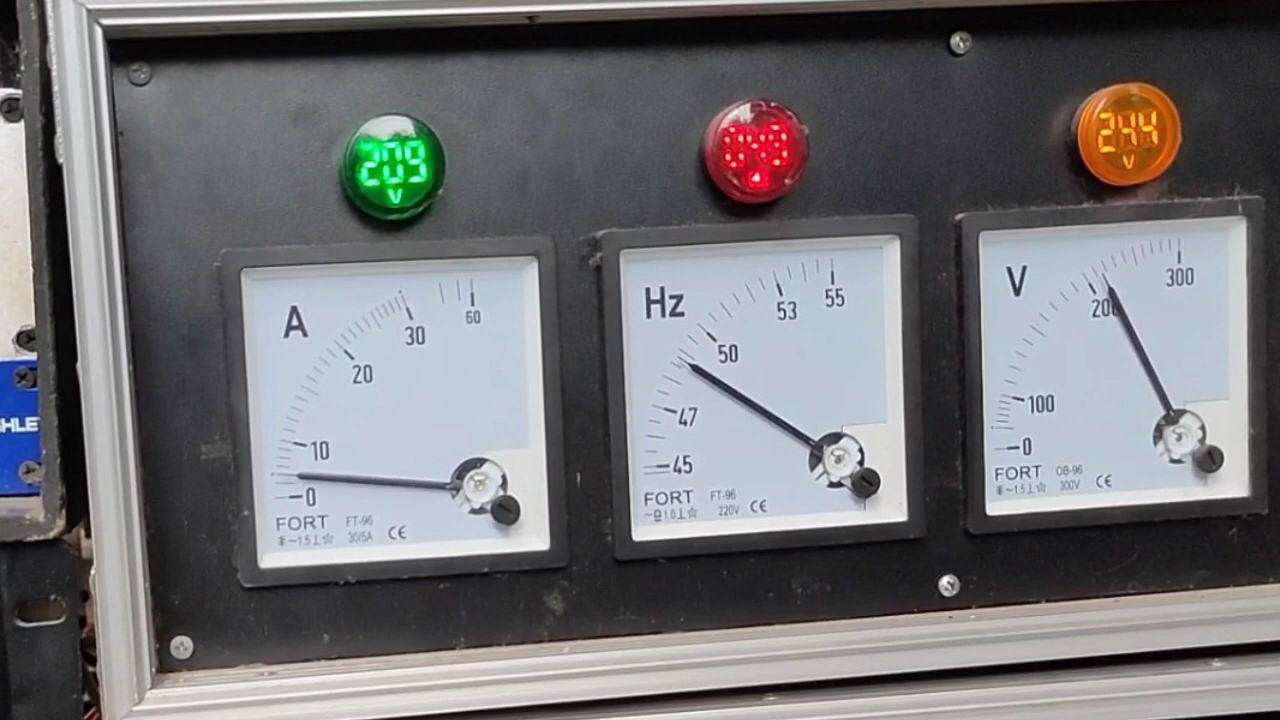 209
V
244
V
A
10
20
30
60
0
FORT FT-96
30/5A CE
Hz
45
47
50
53
55
FORT FT-96
220V CE
V
0
100
200
300
FORT OB-96
300V CE
HLE